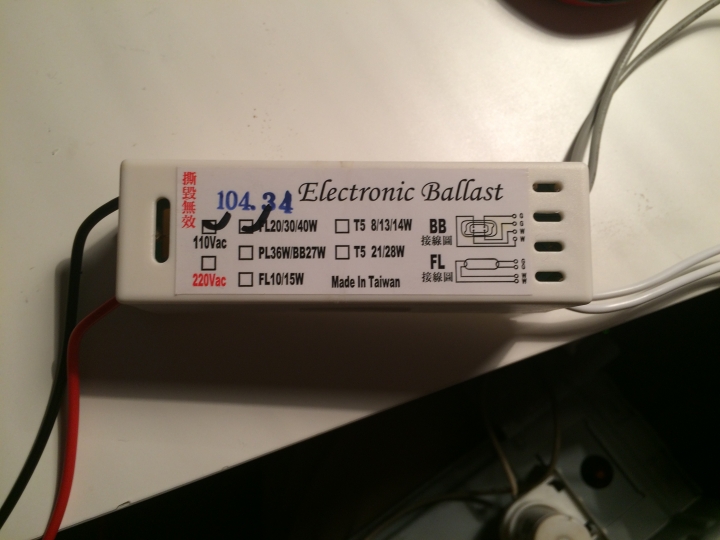 撕毀無效
104.34
Electronic Ballast
110Vac
220Vac
FL20/30/40W
PL36W/BB27W
FL10/15W
T5 8/13/14W
T5 21/28W
Made In Taiwan
BB
接線圖
G
G
W
W
FL
接線圖
G
G
W
W